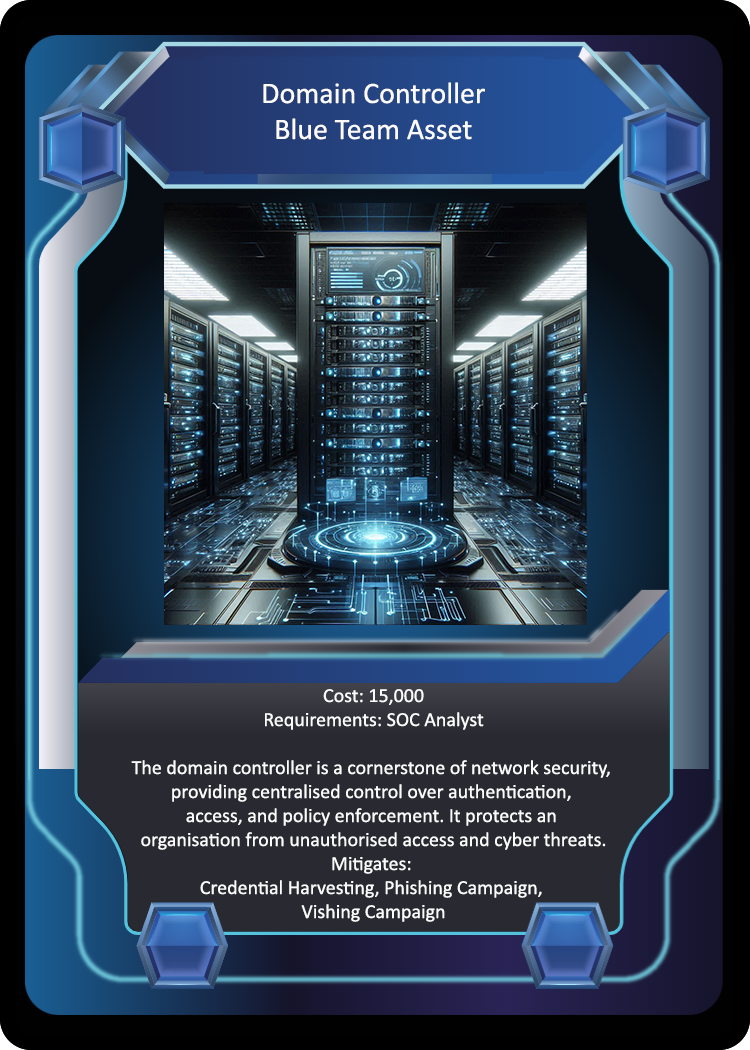 Domain Controller
Blue Team Asset
Cost: 15,000
Requirements: SOC Analyst
The domain controller is a cornerstone of network security,
providing centralised control over authentication,
access, and policy enforcement. It protects an
organisation from unauthorised access and cyber threats.
Mitigates:
Credential Harvesting, Phishing Campaign,
Vishing Campaign